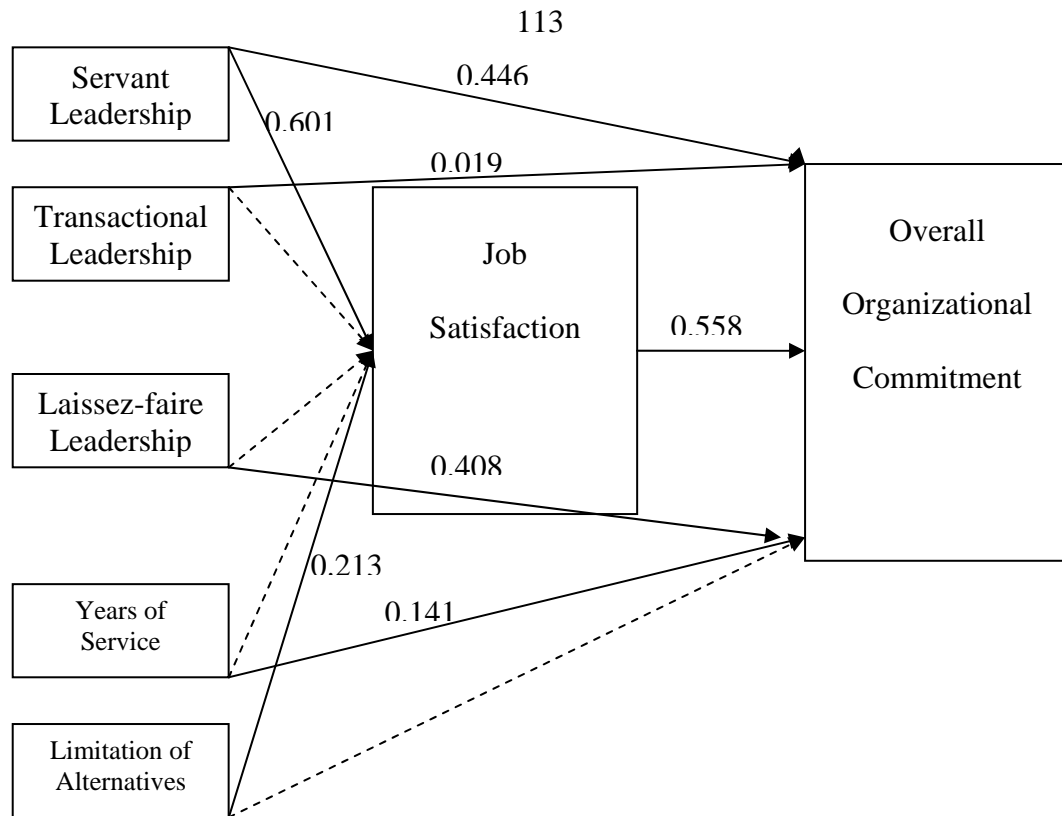 113
Servant
Leadership
0.446
0.601
Transactional
Leadership
0.019
Job
Satisfaction
0.558
Overall
Organizational
Commitment
Laissez-faire
Leadership
0.408
0.213
Years of
Service
0.141
Limitation of
Alternatives